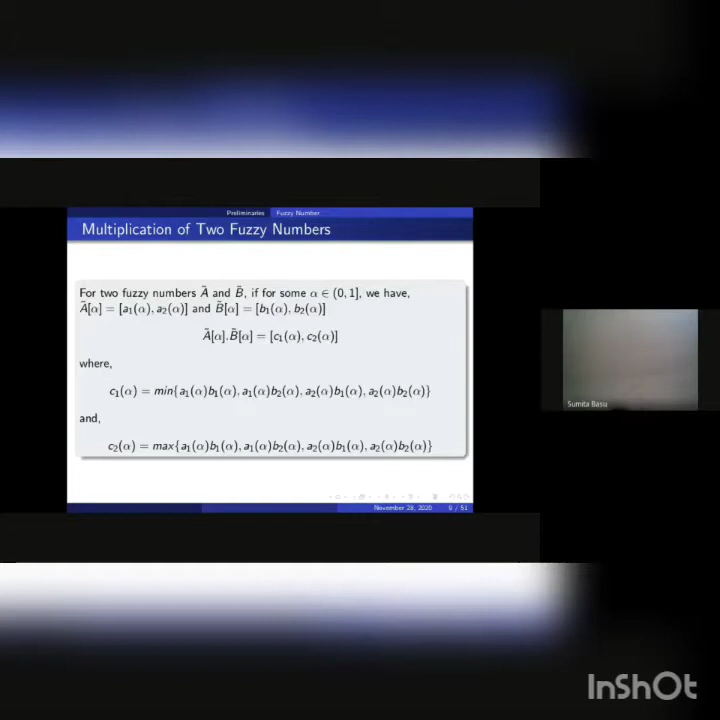 Preliminaries Fuzzy Number
Multiplication of Two Fuzzy Numbers
For two fuzzy numbers Ã and B̃, if for some α ∈ (0, 1], we have,
Ã[α] = [a₁(α), a₂(α)] and B̃[α] = [b₁(α), b₂(α)]
Ã[α].B̃[α] = [c₁(α), c₂(α)]
where,
c₁(α) = min{a₁(α)b₁(α), a₁(α)b₂(α), a₂(α)b₁(α), a₂(α)b₂(α)}
and,
c₂(α) = max{a₁(α)b₁(α), a₁(α)b₂(α), a₂(α)b₁(α), a₂(α)b₂(α)}
November 28, 2020 9 / 51
Sumita Basu
InShOt